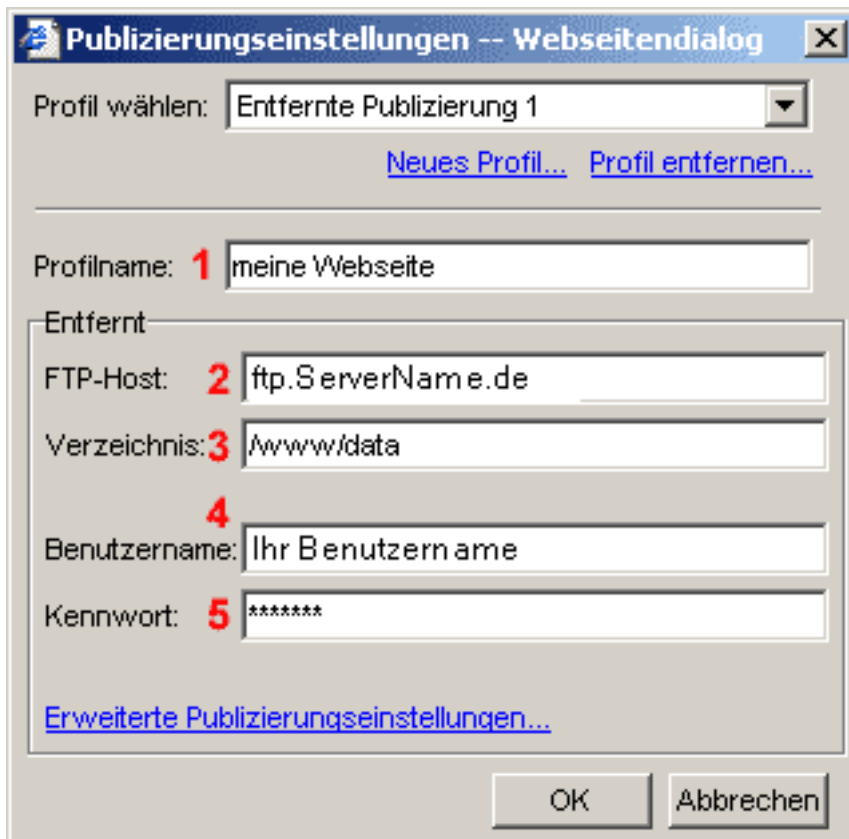 Publizierungseinstellungen -- Webseitendialog
Profil wählen: Entfernte Publizierung 1
Neues Profil... Profil entfernen...
Profilname: 1 meine Webseite
Entfernt
FTP-Host: 2 ftp.ServerName.de
Verzeichnis: 3 /www/data
4
Benutzername: Ihr Benutzername
Kennwort: 5 *******
Erweiterte Publizierungseinstellungen...
OK Abbrechen